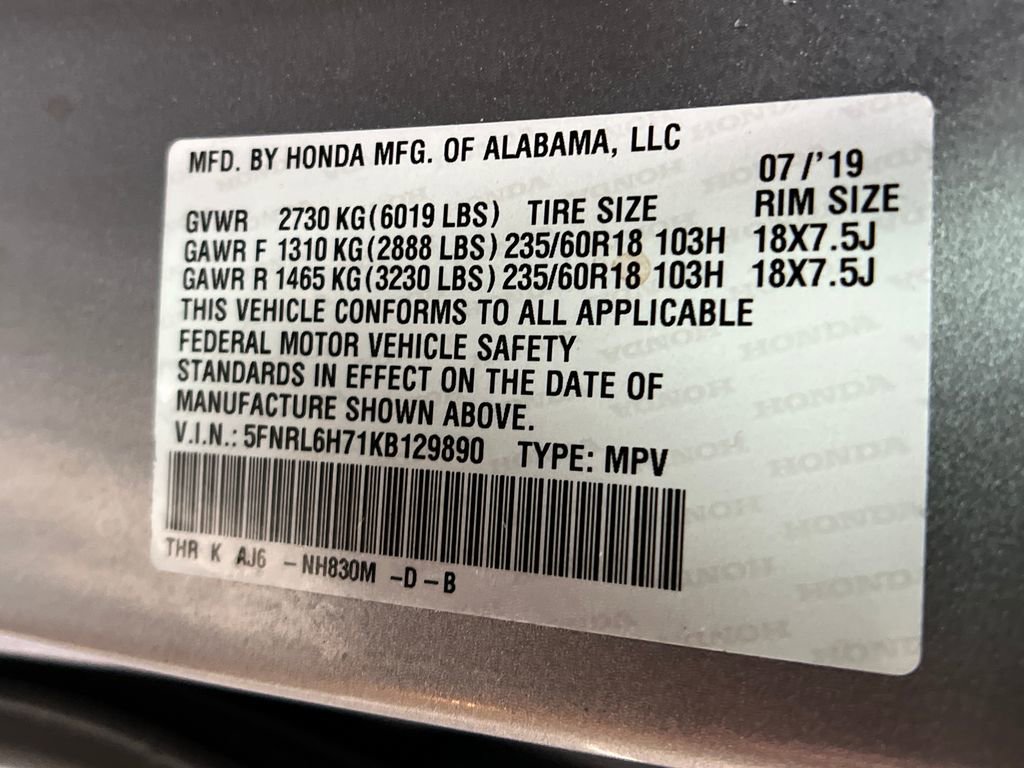 MFD. BY HONDA MFG. OF ALABAMA, LLC
07/'19
GVWR 2730 KG(6019 LBS) TIRE SIZE RIM SIZE
GAWR F 1310 KG(2888 LBS) 235/60R18 103H 18X7.5J
GAWR R 1465 KG(3230 LBS) 235/60R18 103H 18X7.5J
THIS VEHICLE CONFORMS TO ALL APPLICABLE
FEDERAL MOTOR VEHICLE SAFETY
STANDARDS IN EFFECT ON THE DATE OF
MANUFACTURE SHOWN ABOVE.
V.I.N.: 5FNRL6H71KB129890 TYPE: MPV
THR K AJ6 -NH830M -D-B